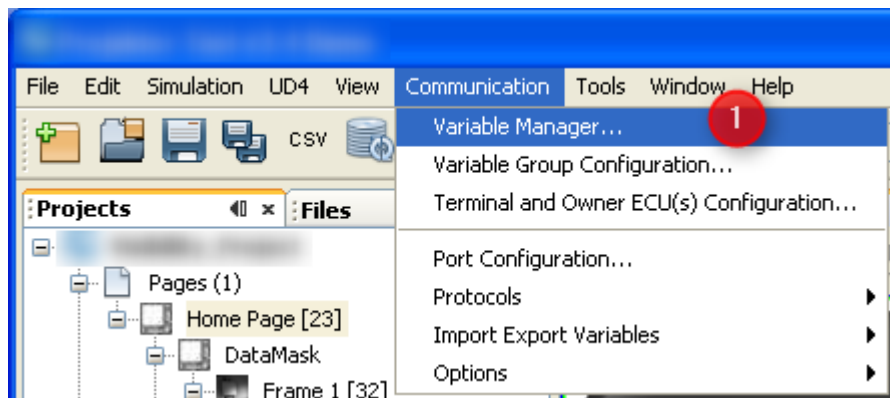 File Edit Simulation UD4 View Communication Tools Window Help
1
Variable Manager...
CSV
Variable Group Configuration...
Terminal and Owner ECU(s) Configuration...
Projects
Files
Port Configuration...
Pages (1)
Protocols
Home Page [23]
Import Export Variables
DataMask
Options
Frame 1 [32]